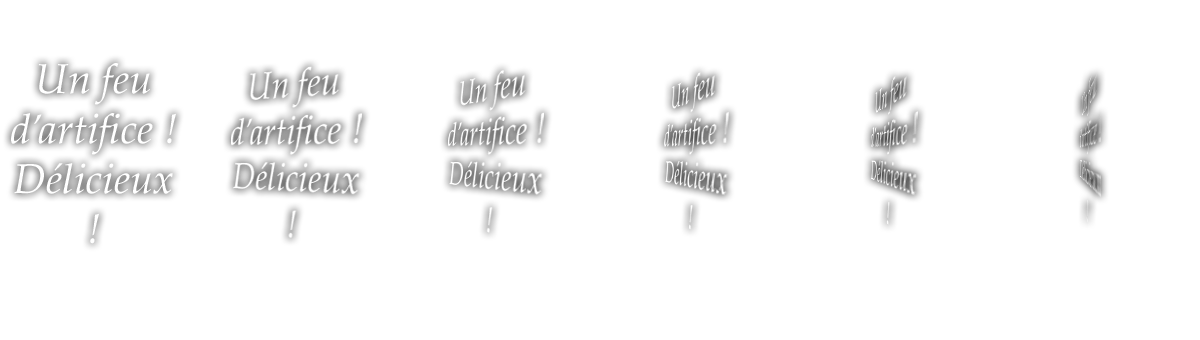 Un feu Un feu Un feu Un feu Un feu
d'artifice ! d'artifice ! d'artifice ! d'artifice ! d'artifice !
Délicieux Délicieux Délicieux Délicieux Délicieux
! ! ! ! ! !